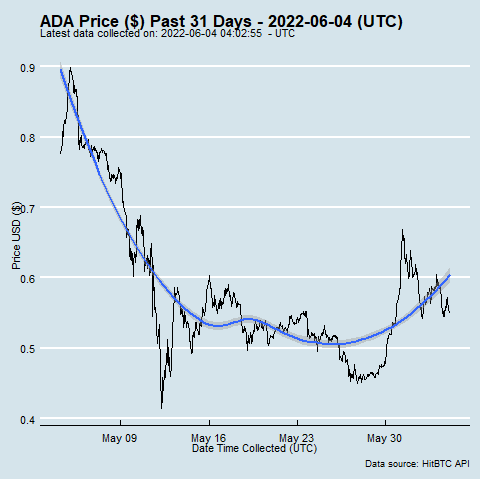 ADA Price ($) Past 31 Days - 2022-06-04 (UTC)
Latest data collected on: 2022-06-04 04:02:55 - UTC
0.9
0.8
0.7
0.6
0.5
0.4
Price USD ($)
May 09
May 16
May 23
May 30
Date Time Collected (UTC)
Data source: HitBTC API